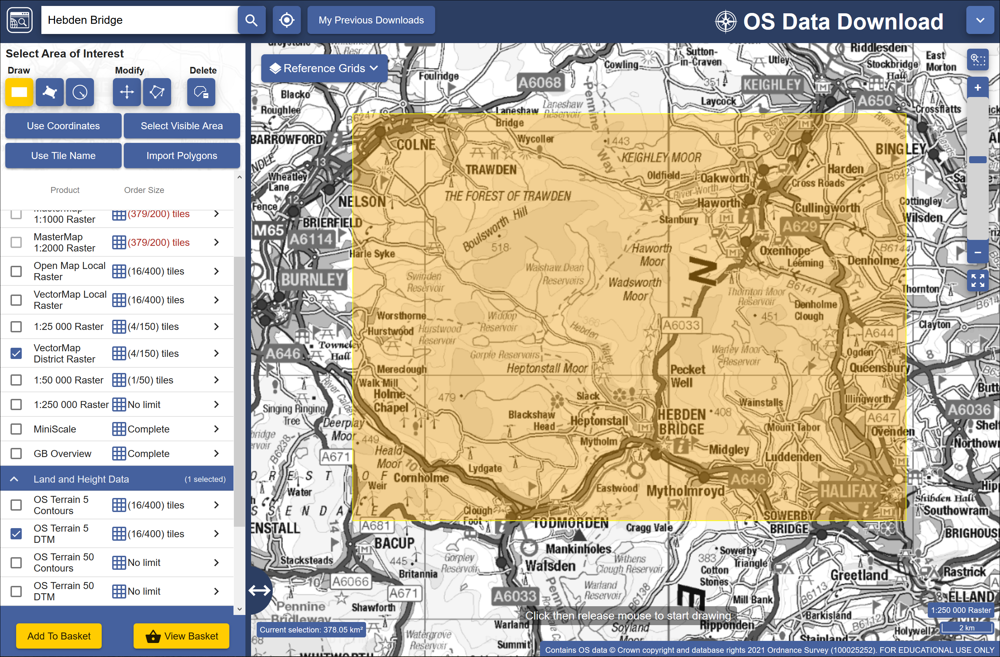 Hebden Bridge
My Previous Downloads
OS Data Download
Select Area of Interest
Draw
Modify
Delete
Use Coordinates
Select Visible Area
Use Tile Name
Import Polygons
Product
Order Size
1:1000 Raster
(379/200) tiles
MasterMap
1:2000 Raster
(379/200) tiles
Open Map Local
Raster
(16/400) tiles
VectorMap Local
Raster
(16/400) tiles
1:25 000 Raster
(4/150) tiles
VectorMap
District Raster
(4/150) tiles
1:50 000 Raster
(1/50) tiles
1:250 000 Raster
No limit
MiniScale
Complete
GB Overview
Complete
Land and Height Data
(1 selected)
OS Terrain 5
Contours
(16/400) tiles
OS Terrain 5
DTM
(16/400) tiles
OS Terrain 50
Contours
No limit
OS Terrain 50
DTM
No limit
Add To Basket
View Basket
Reference Grids
Foulridge
A6068
Cowling
Sutton-
in-Craven
Utley
Riddlesden
East
Morton
Stockbridge
Hall
351
KEIGHLEY
A650
Laycock
Crossflatts
Blacko
Roughlee
Laneshaw
Reservoir
Laneshaw
Bridge
Pennine
Way
B6247
BARROWFORD
COLNE
Wycoller
443
KEIGHLEY MOOR
B6143
River Aire
BINGLEY
Leeds
13
TRAWDEN
Oldfield
Oakworth
Harden
B6429
Cross Roads
Wheatley
Lane
12
Fence
NELSON
THE FOREST OF TRAWDEN
River Worth
Haworth
Cullingworth
Cottingley
Wilsden
Stanbury
BRIERFIELD
M65
A6114
Boulsworth Hill
518
A629
Haworth
Moor
Oxenhope
Leeming
B6144
Denholme
Harle Syke
Walshaw Dean
Reservoirs
BURNLEY
11
Swinden
Reservoir
Wadsworth
Moor
N
Thornton Moor
Reservoir
B6141
11
11
Thornton
Denholme
Clough
451
Worsthorne
Widdop
Reservoir
366
Hebden
Water
A6033
Clayton
Hurstwood
Hurstwood
Reservoir
A644
Towneley
Hall
A646
Gorple Reservoirs
Warley Moor
Reservoir
Ogden
8
Mereclough
Heptonstall Moor
Pecket
Well
Queensbury
Walk Mill
Holme
Chapel
River Calder
479
Slack
Wainstalls
Illingworth
Singing Ringing
Tree
Deerplay
Moor
449
Blackshaw
Head
Heptonstall
HEBDEN
BRIDGE
408
A647
A6036
Mount Tabor
Ovenden
Mytholm
Midgley
Luddenden
B6238
A671
Heald
Moor
10
Lydgate
Cornholme
Weir
Water
4
Eastwood
Mytholmroyd
A646
HALIFAX
6
Shibden Hall
Southowram
Clough
Foot
SOWERBY
BRIDGE
A681
TODMORDEN
Cragg Vale
14
BACUP
Mankinholes
Sowerby
383
Triangle
Stacksteads
445
Britannia
Gorpley
Reservoir
Walsden
Withens
Clough Reservoir
Cotton
Stones
Greetland
Rastrick
10
A6066
A671
A6033
Warland
Reservoir
B6138
E
Mill Bank
B6113
ELLAND
Pennine
Bridleway
Shawforth
Barkisland
B6112
Warland
Soyland
Moor
Ripponden
Watergrove
Reservoir
Summit
Click then release mouse to start drawing
1:250 000 Raster
2 km
Current selection: 378.05 km²
Contains OS data © Crown copyright and database rights 2021 Ordnance Survey (100025252). FOR EDUCATIONAL USE ONLY